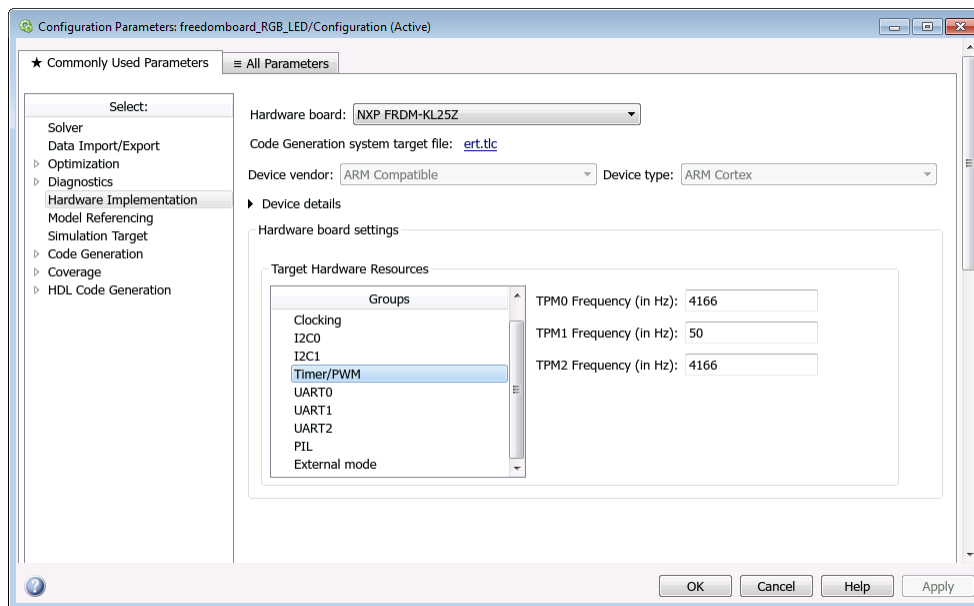 Configuration Parameters: freedomboard_RGB_LED/Configuration (Active)
★ Commonly Used Parameters
≡ All Parameters
Select:
Solver
Data Import/Export
Optimization
Diagnostics
Hardware Implementation
Model Referencing
Simulation Target
Code Generation
Coverage
HDL Code Generation
Hardware board: NXP FRDM-KL25Z
Code Generation system target file: ert.tlc
Device vendor: ARM Compatible Device type: ARM Cortex
Device details
Hardware board settings
Target Hardware Resources
Groups
Clocking
I2C0
I2C1
Timer/PWM
UART0
UART1
UART2
PIL
External mode
TPM0 Frequency (in Hz): 4166
TPM1 Frequency (in Hz): 50
TPM2 Frequency (in Hz): 4166
OK Cancel Help Apply